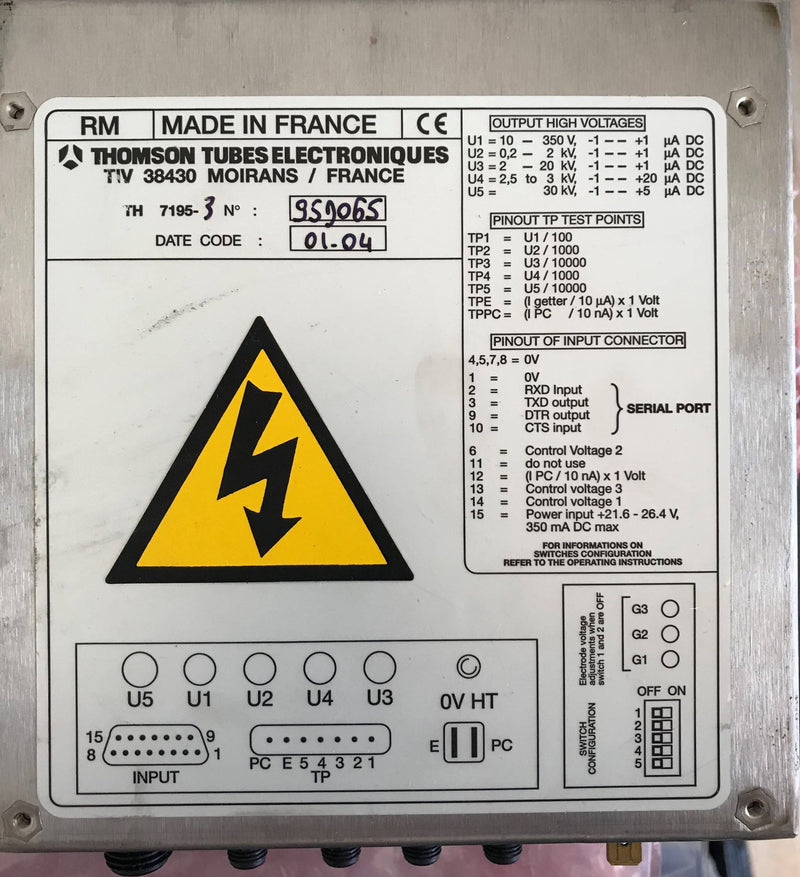 RM MADE IN FRANCE CE
THOMSON TUBES ELECTRONIQUES
TIV 38430 MOIRANS / FRANCE
TH 7195-3 N° : 959065
DATE CODE : 01-04
OUTPUT HIGH VOLTAGES
U1 = 10 – 350 V, -1 – – +1 µA DC
U2 = 0,2 – 2 kV, -1 – – +1 µA DC
U3 = 2 – 20 kV, -1 – – +1 µA DC
U4 = 2,5 to 3 kV, -1 – – +20 µA DC
U5 = 30 kV, -1 – – +5 µA DC
PINOUT TP TEST POINTS
TP1 = U1 / 100
TP2 = U2 / 1000
TP3 = U3 / 10000
TP4 = U4 / 1000
TP5 = U5 / 10000
TPE = (I getter / 10 µA) x 1 Volt
TPPC = (I PC / 10 nA) x 1 Volt
PINOUT OF INPUT CONNECTOR
4,5,7,8 = 0V
1 = 0V
2 = RXD Input
3 = TXD output
9 = DTR output
10 = CTS input
SERIAL PORT
6 = Control Voltage 2
11 = do not use
12 = (I PC / 10 nA) x 1 Volt
13 = Control voltage 3
14 = Control voltage 1
15 = Power input +21.6 - 26.4 V,
350 mA DC max
FOR INFORMATIONS ON
SWITCHES CONFIGURATION
REFER TO THE OPERATING INSTRUCTIONS
U5 U1 U2 U4 U3 0V HT
15 9
8 1
INPUT
PC E 5 4 3 2 1
TP
E PC
Electrode voltage
adjustments when
switch 1 and 2 are OFF
G3
G2
G1
OFF ON
SWITCH
CONFIGURATION
1
2
3
4
5